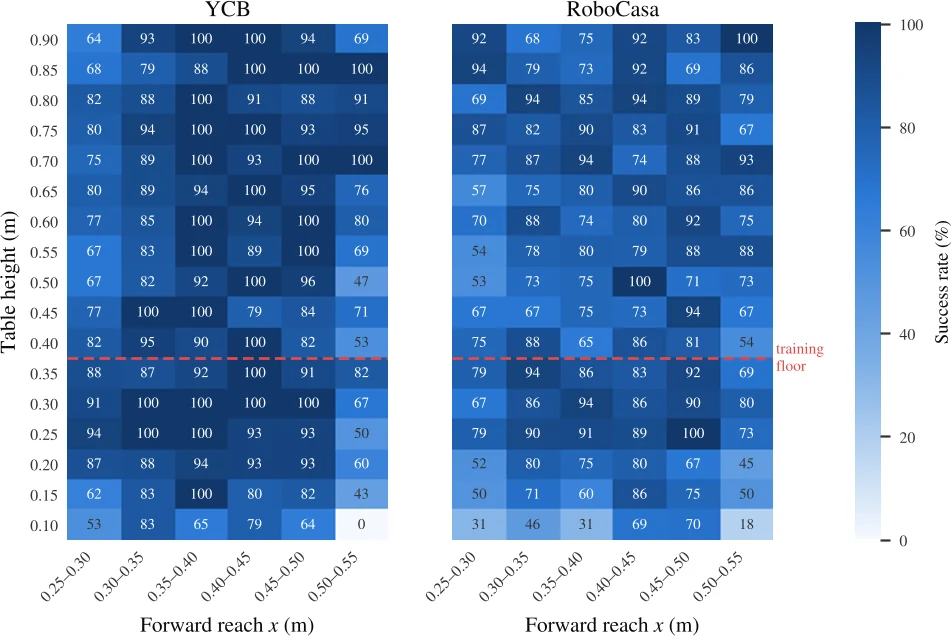 YCB RoboCasa
0.90 64 93 100 100 94 69 92 68 75 92 83 100 100
0.85 68 79 88 100 100 100 94 79 73 92 69 86
0.80 82 88 100 91 88 91 69 94 85 94 89 79
0.75 80 94 100 100 93 95 87 82 90 83 91 67 80
0.70 75 89 100 93 100 100 77 87 94 74 88 93
0.65 80 89 94 100 95 76 57 75 80 90 86 86
0.60 77 85 100 94 100 80 70 88 74 80 92 75 60
0.55 67 83 100 89 100 69 54 78 80 79 88 88
0.50 67 82 92 100 96 47 53 73 75 100 71 73
0.45 77 100 100 79 84 71 67 67 75 73 94 67 40
0.40 82 95 90 100 82 53 75 88 65 86 81 54
training
floor
0.35 88 87 92 100 91 82 79 94 86 83 92 69
0.30 91 100 100 100 100 67 67 86 94 86 90 80
0.25 94 100 100 93 93 50 79 90 91 89 100 73 20
0.20 87 88 94 93 93 60 52 80 75 80 67 45
0.15 62 83 100 80 82 43 50 71 60 86 75 50
0.10 53 83 65 79 64 0 31 46 31 69 70 18 0
Table height (m)
Success rate (%)
0.25–0.30 0.30–0.35 0.35–0.40 0.40–0.45 0.45–0.50 0.50–0.55 0.25–0.30 0.30–0.35 0.35–0.40 0.40–0.45 0.45–0.50 0.50–0.55
Forward reach x (m) Forward reach x (m)